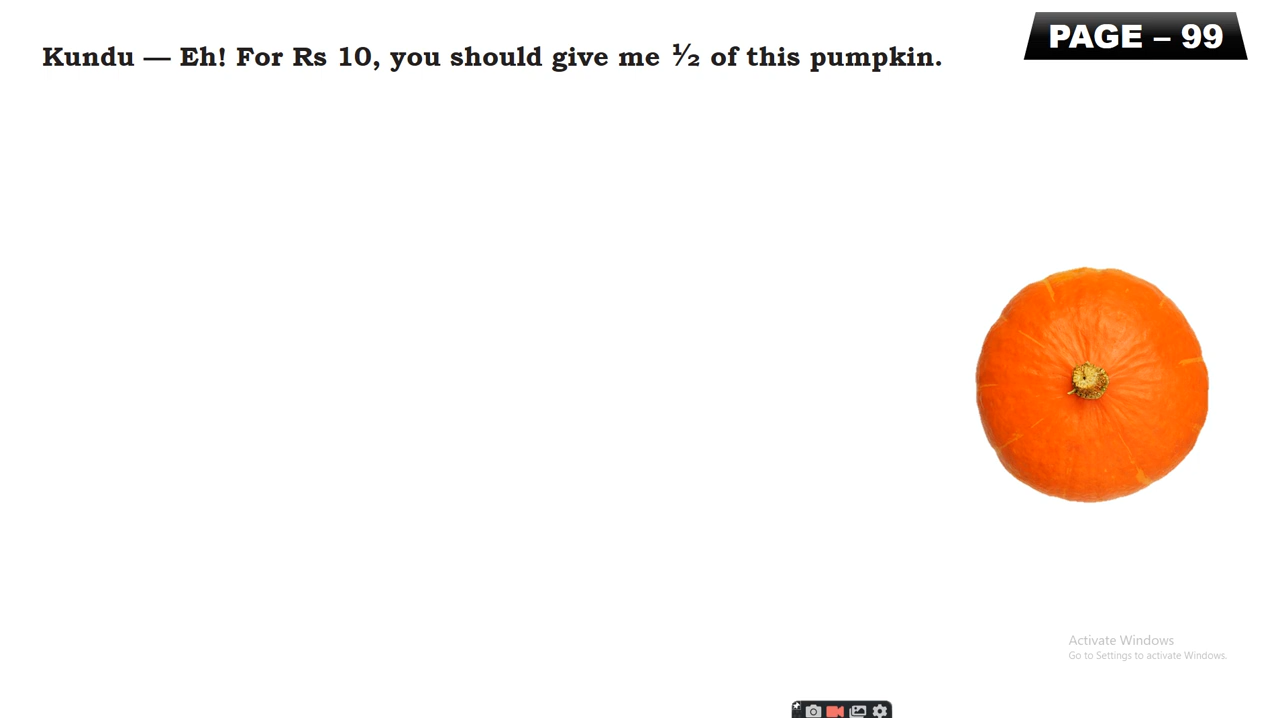 PAGE – 99
Kundu — Eh! For Rs 10, you should give me ½ of this pumpkin.
Activate Windows
Go to Settings to activate Windows.